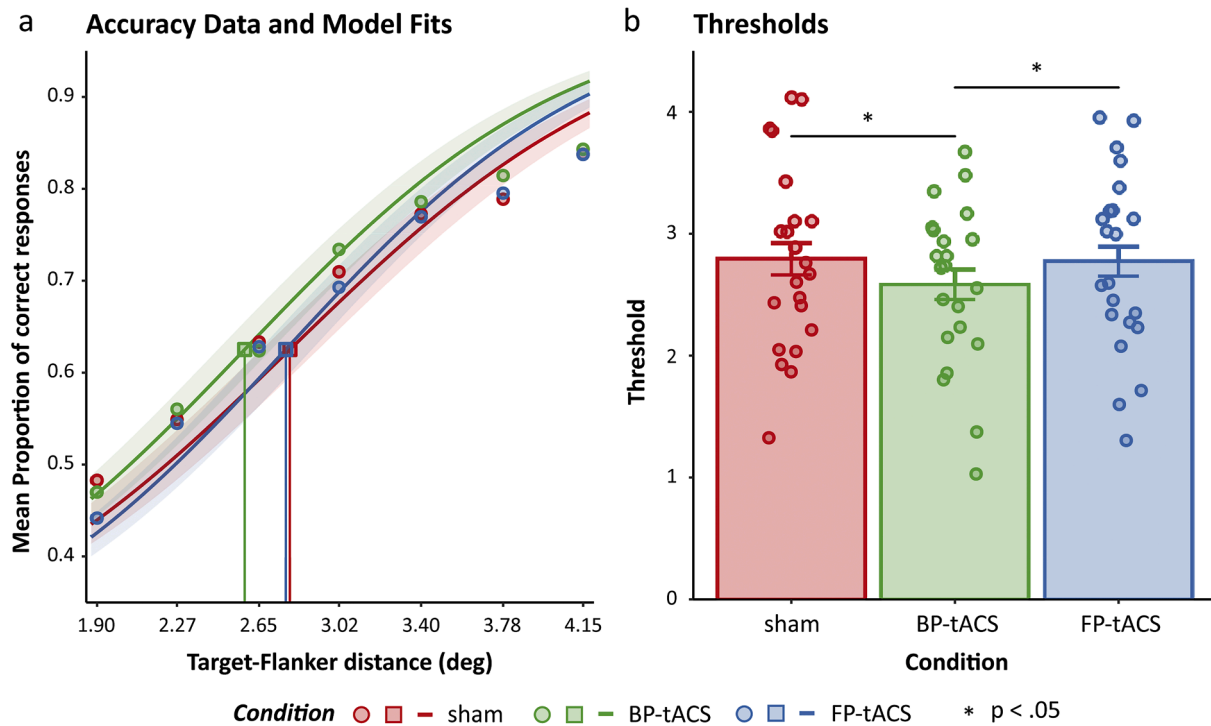 a Accuracy Data and Model Fits
Mean Proportion of correct responses
0.9
0.8
0.7
0.6
0.5
0.4
1.90 2.27 2.65 3.02 3.40 3.78 4.15
Target-Flanker distance (deg)
b Thresholds
Threshold
4
3
2
1
0
* *
sham BP-tACS FP-tACS
Condition
Condition sham BP-tACS FP-tACS * p < .05